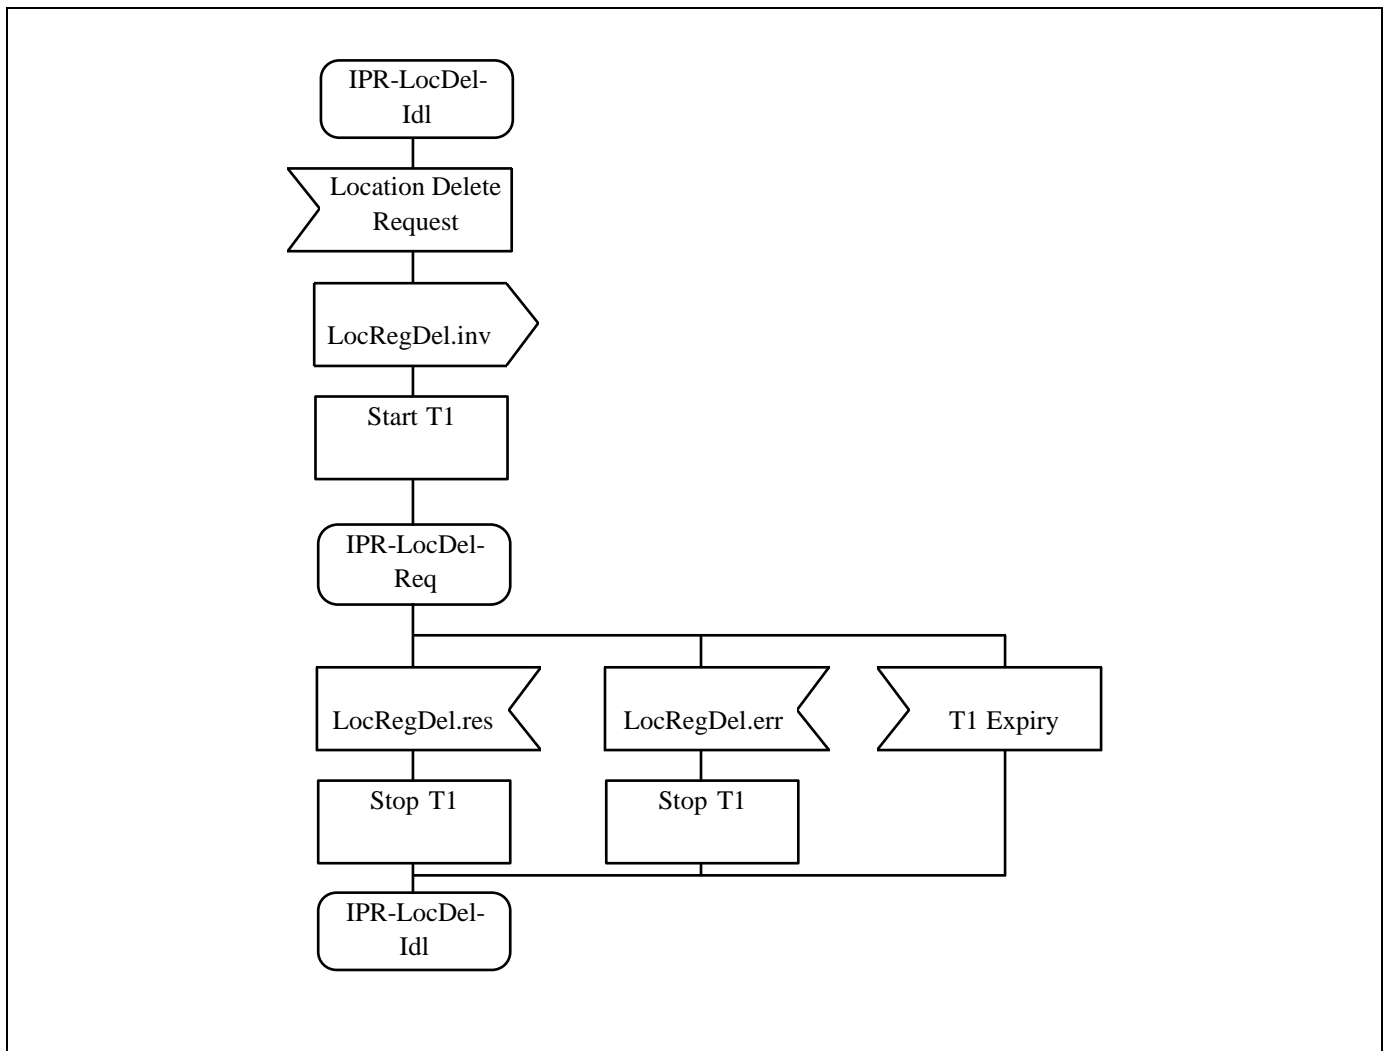 IPR-LocDel-
Idl
Location Delete
Request
LocRegDel.inv
Start T1
IPR-LocDel-
Req
LocRegDel.res
LocRegDel.err
T1 Expiry
Stop T1
Stop T1
IPR-LocDel-
Idl